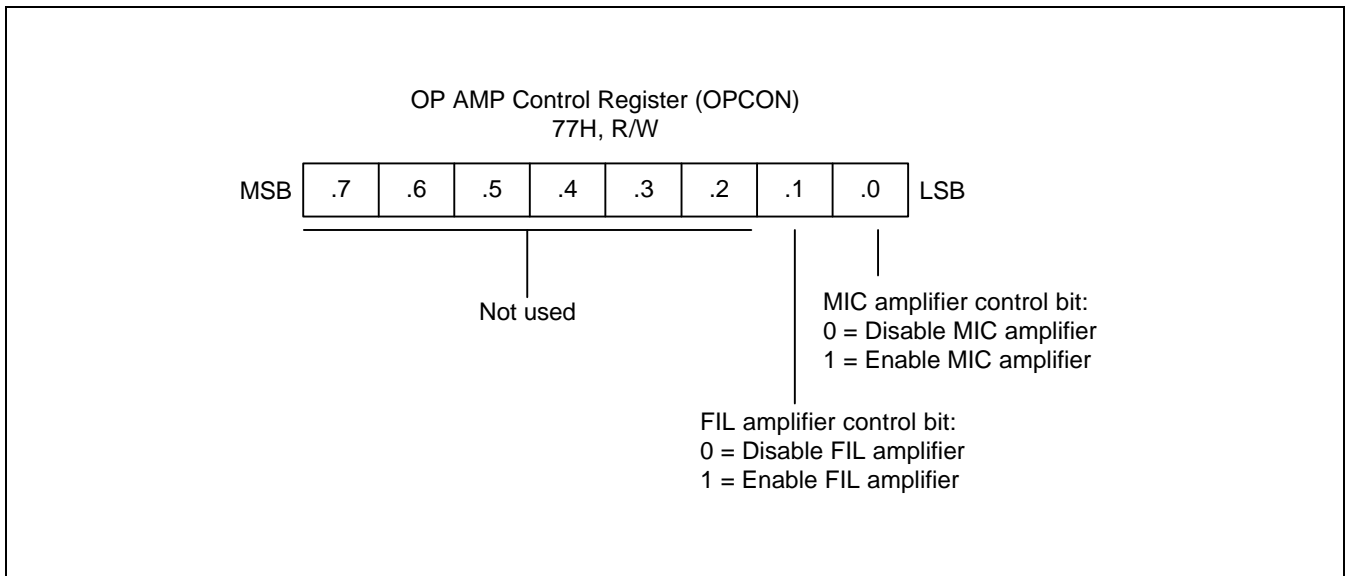 OP AMP Control Register (OPCON)
77H, R/W
MSB .7 .6 .5 .4 .3 .2 .1 .0 LSB
Not used
MIC amplifier control bit:
0 = Disable MIC amplifier
1 = Enable MIC amplifier
FIL amplifier control bit:
0 = Disable FIL amplifier
1 = Enable FIL amplifier